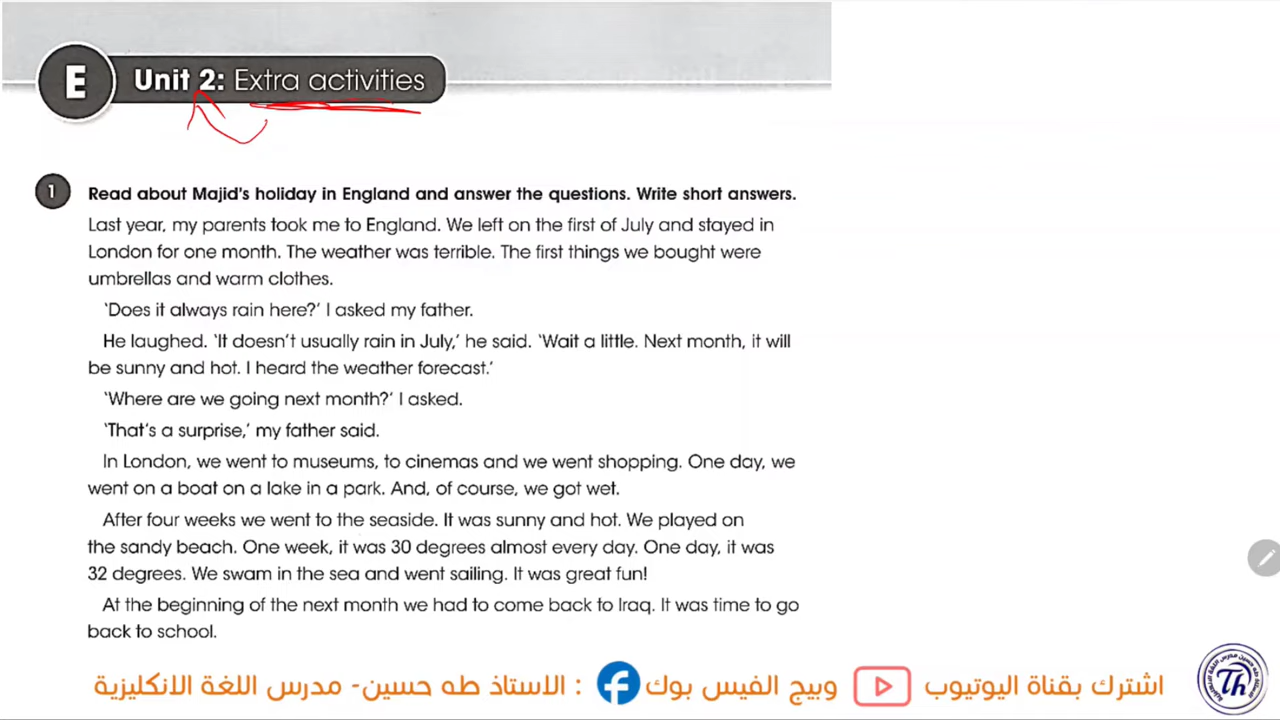 E
Unit 2: Extra activities
1
Read about Majid's holiday in England and answer the questions. Write short answers.
Last year, my parents took me to England. We left on the first of July and stayed in
London for one month. The weather was terrible. The first things we bought were
umbrellas and warm clothes.
'Does it always rain here?' I asked my father.
He laughed. 'It doesn't usually rain in July,' he said. 'Wait a little. Next month, it will
be sunny and hot. I heard the weather forecast.'
'Where are we going next month?' I asked.
'That's a surprise,' my father said.
In London, we went to museums, to cinemas and we went shopping. One day, we
went on a boat on a lake in a park. And, of course, we got wet.
After four weeks we went to the seaside. It was sunny and hot. We played on
the sandy beach. One week, it was 30 degrees almost every day. One day, it was
32 degrees. We swam in the sea and went sailing. It was great fun!
At the beginning of the next month we had to come back to Iraq. It was time to go
back to school.
اشترك بقناة اليوتيوب وبيج الفيس بوك : الاستاذ طه حسين- مدرس اللغة الانكليزية
Th